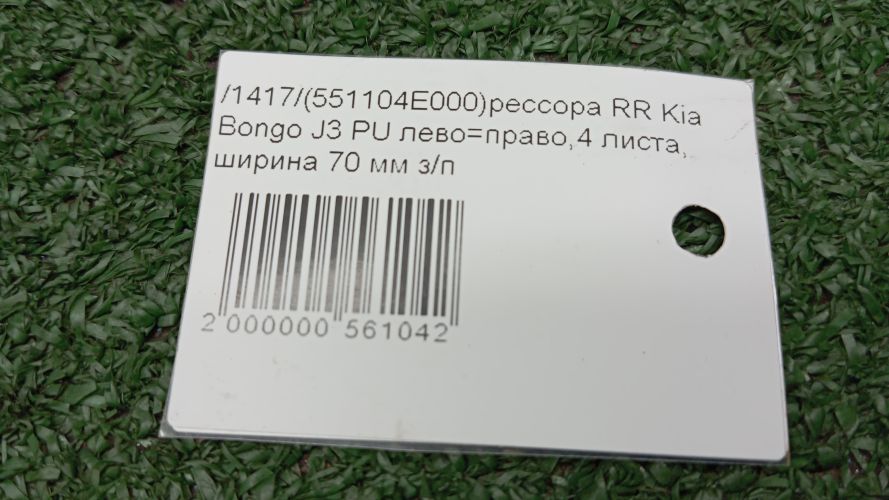 /1417/(551104E000)рессора RR Kia
Bongo J3 PU лево=право,4 листа,
ширина 70 мм з/п
2 000000 561042